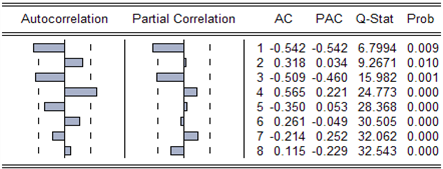 Autocorrelation Partial Correlation AC PAC Q-Stat Prob
1 -0.542 -0.542 6.7994 0.009
2 0.318 0.034 9.2671 0.010
3 -0.509 -0.460 15.982 0.001
4 0.565 0.221 24.773 0.000
5 -0.350 0.053 28.368 0.000
6 0.261 -0.049 30.505 0.000
7 -0.214 0.252 32.062 0.000
8 0.115 -0.229 32.543 0.000